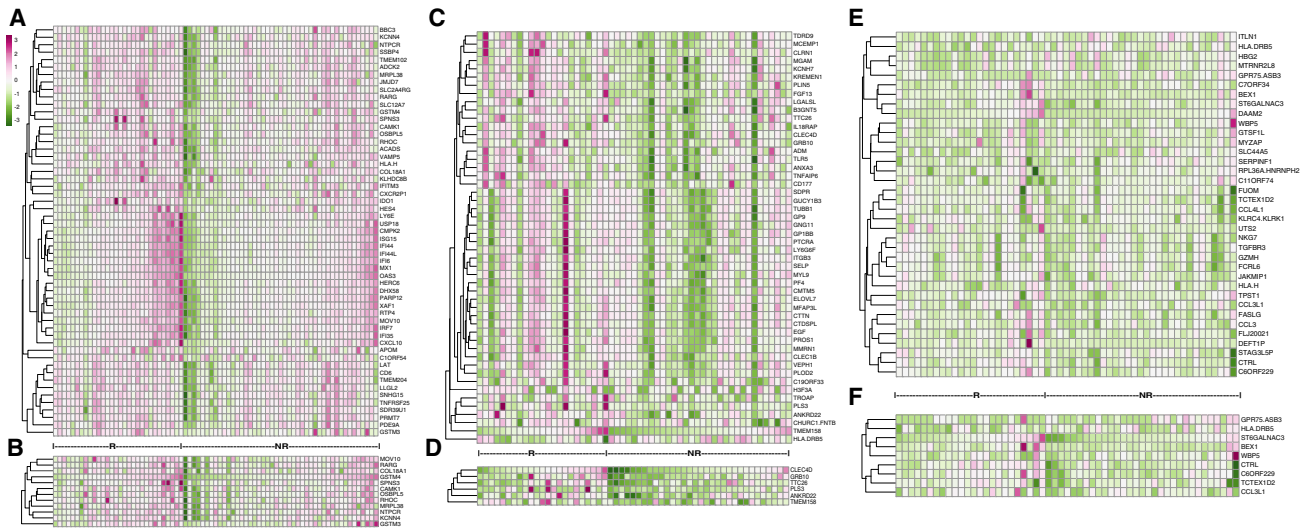 A
3
2
1
0
-1
-2
-3
BBC3
KCNN4
NTPCR
SSBP4
TMEM102
ADCK2
MRPL38
JMJD7
SLC2A4RG
RARG
SLC12A7
GSTM4
SPNS3
CAMK1
OSBPL5
RHOC
ACADS
VAMP5
HLA.H
COL18A1
KLHDC8B
IFITM3
CXCR2P1
IDO1
HES4
LY6E
USP18
CMPK2
ISG15
IFI44
IFI44L
IFI6
MX1
OAS3
HERC6
DHX58
PARP12
XAF1
RTP4
MOV10
IRF7
IFI35
CXCL10
APOM
C1ORF54
LAT
CD6
TMEM204
LLGL2
SNHG15
TNFRSF25
SDR39U1
PRMT7
PDE9A
GSTM3
R
NR
B
MOV10
RARG
COL18A1
GSTM4
SPNS3
CAMK1
OSBPL5
RHOC
MRPL38
NTPCR
KCNN4
GSTM3
C
TDRD9
MCEMP1
CLRN1
MGAM
KCNH7
KREMEN1
PLIN5
FGF13
LGALSL
B3GNT5
TTC26
IL18RAP
CLEC4D
GRB10
ADM
TLR5
ANXA3
TNFAIP6
CD177
SDPR
GUCY1B3
TUBB1
GP9
GNG11
GP1BB
PTCRA
LY6G6F
ITGB3
SELP
MYL9
PF4
CMTM5
ELOVL7
MFAP3L
CTTN
CTDSPL
EGF
PROS1
MMRN1
CLEC1B
VEPH1
PLOD2
C19ORF33
H3F3A
TROAP
PLS3
ANKRD22
CHURC1.FNTB
TMEM158
HLA.DRB5
R
NR
D
CLEC4D
GRB10
TTC26
PLS3
ANKRD22
TMEM158
E
ITLN1
HLA.DRB5
HBG2
MTRNR2L8
GPR75.ASB3
C7ORF34
BEX1
ST6GALNAC3
DAAM2
WBP5
GTSF1L
MYZAP
SLC44A5
SERPINF1
RPL36A.HNRNPH2
C11ORF74
FUOM
TCTEX1D2
CCL4L1
KLRC4.KLRK1
UTS2
NKG7
TGFBR3
GZMH
FCRL6
JAKMIP1
HLA.H
TPST1
CCL3L1
FASLG
CCL3
FLJ20021
DEFT1P
STAG3L5P
CTRL
C6ORF229
R
NR
F
GPR75.ASB3
HLA.DRB5
ST6GALNAC3
BEX1
WBP5
CTRL
C6ORF229
TCTEX1D2
CCL3L1